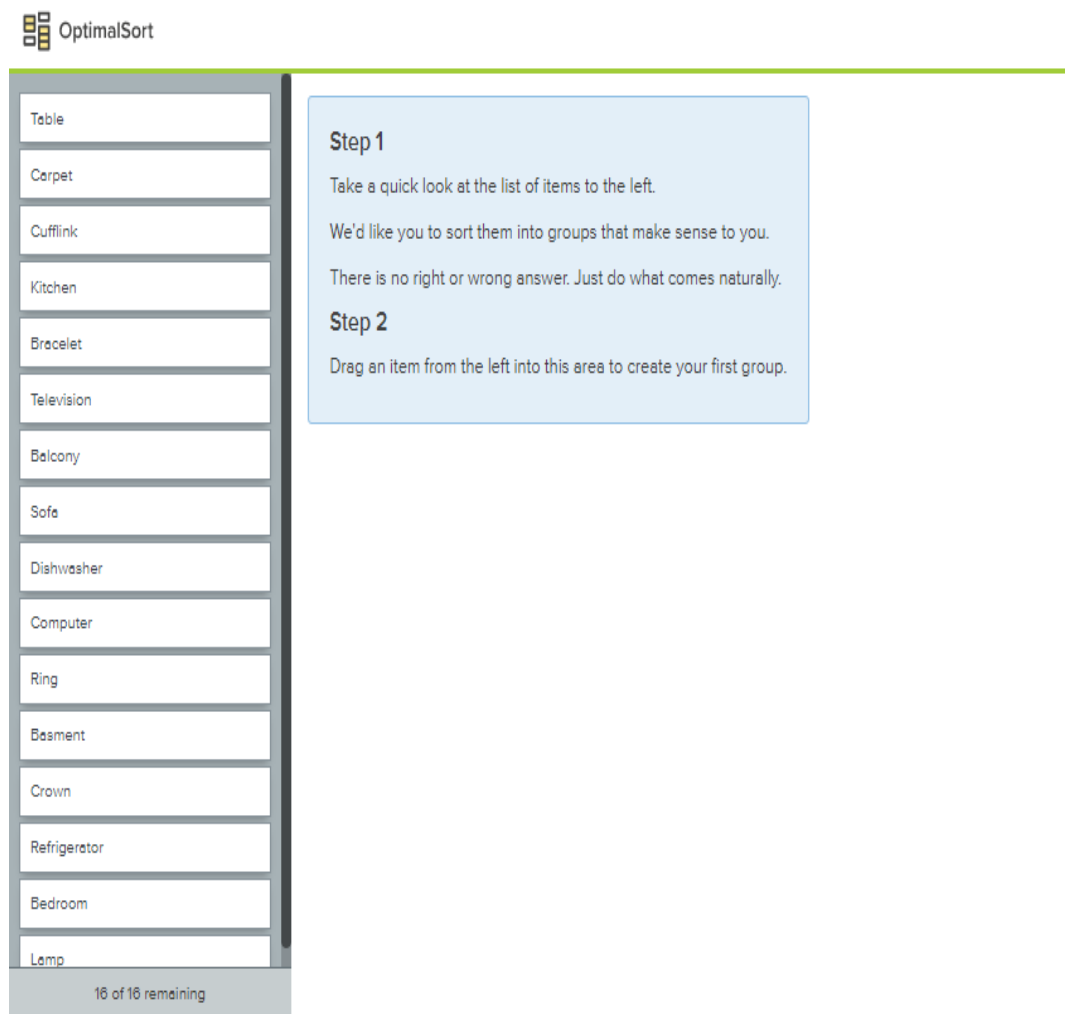 OptimalSort
Table
Carpet
Cufflink
Kitchen
Bracelet
Television
Balcony
Sofa
Dishwasher
Computer
Ring
Basment
Crown
Refrigerator
Bedroom
Lamp
16 of 16 remaining
Step 1
Take a quick look at the list of items to the left.
We'd like you to sort them into groups that make sense to you.
There is no right or wrong answer. Just do what comes naturally.
Step 2
Drag an item from the left into this area to create your first group.